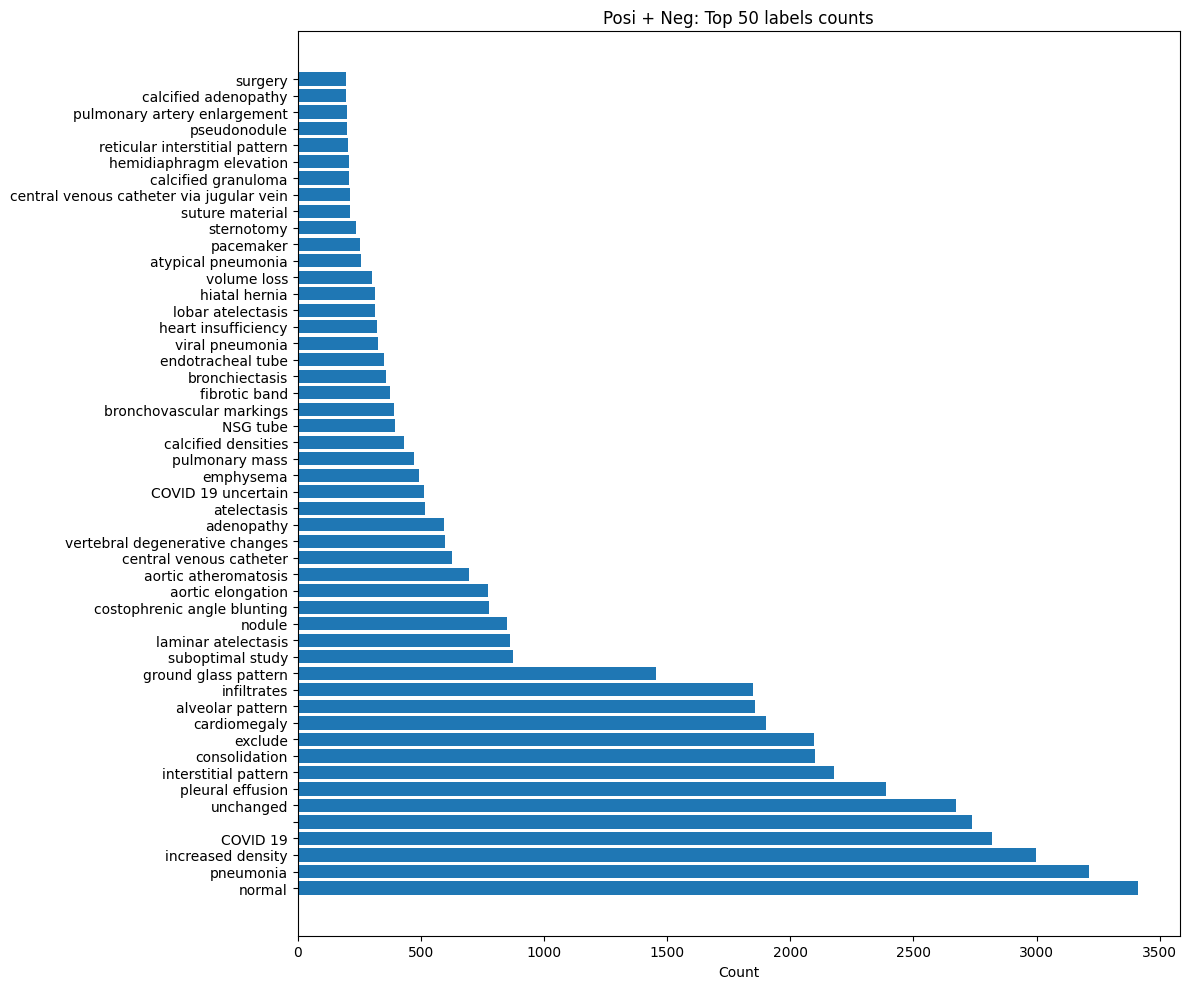 Posi + Neg: Top 50 labels counts
surgery
calcified adenopathy
pulmonary artery enlargement
pseudonodule
reticular interstitial pattern
hemidiaphragm elevation
calcified granuloma
central venous catheter via jugular vein
suture material
sternotomy
pacemaker
atypical pneumonia
volume loss
hiatal hernia
lobar atelectasis
heart insufficiency
viral pneumonia
endotracheal tube
bronchiectasis
fibrotic band
bronchovascular markings
NSG tube
calcified densities
pulmonary mass
emphysema
COVID 19 uncertain
atelectasis
adenopathy
vertebral degenerative changes
central venous catheter
aortic atheromatosis
aortic elongation
costophrenic angle blunting
nodule
laminar atelectasis
suboptimal study
ground glass pattern
infiltrates
alveolar pattern
cardiomegaly
exclude
consolidation
interstitial pattern
pleural effusion
unchanged
COVID 19
increased density
pneumonia
normal
0 500 1000 1500 2000 2500 3000 3500
Count